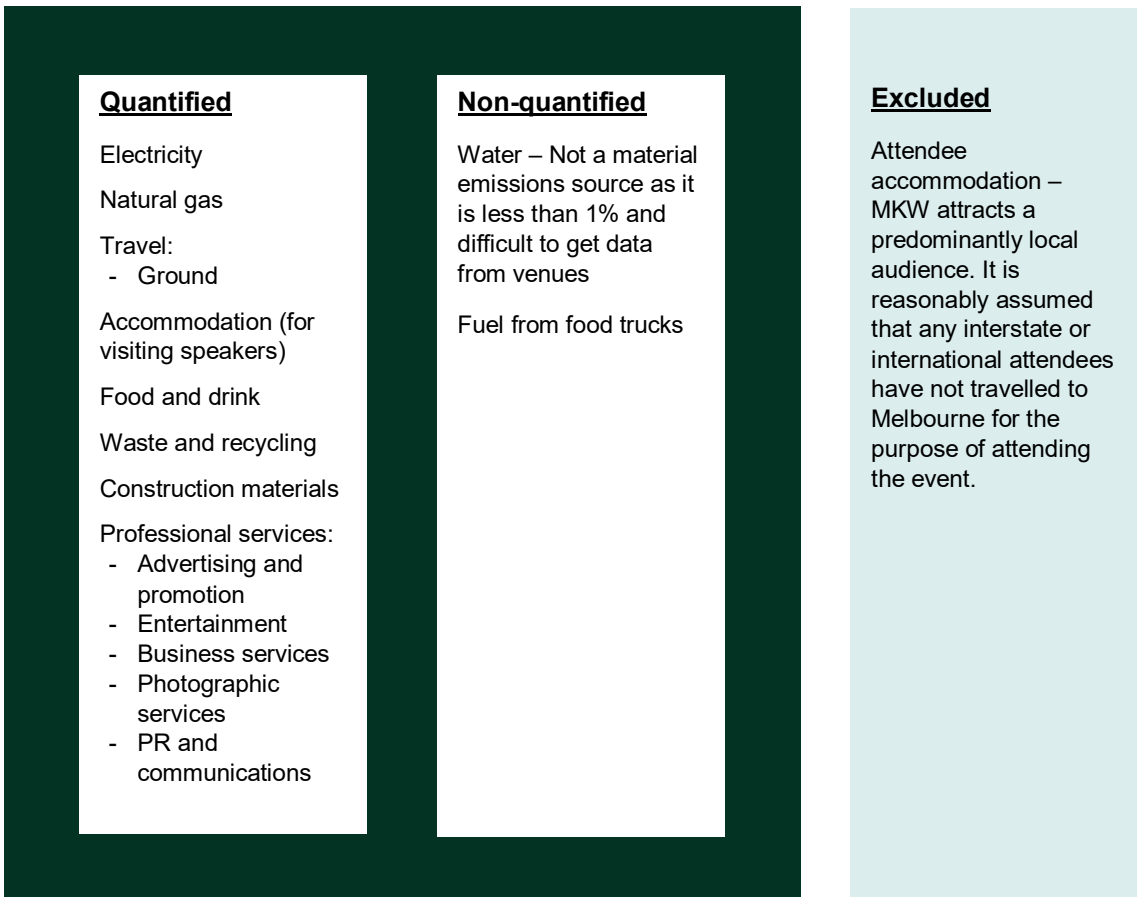 Quantified
Electricity
Natural gas
Travel:
- Ground
Accommodation (for
visiting speakers)
Food and drink
Waste and recycling
Construction materials
Professional services:
- Advertising and
promotion
- Entertainment
- Business services
- Photographic
services
- PR and
communications
Non-quantified
Water – Not a material
emissions source as it
is less than 1% and
difficult to get data
from venues
Fuel from food trucks
Excluded
Attendee
accommodation –
MKW attracts a
predominantly local
audience. It is
reasonably assumed
that any interstate or
international attendees
have not travelled to
Melbourne for the
purpose of attending
the event.